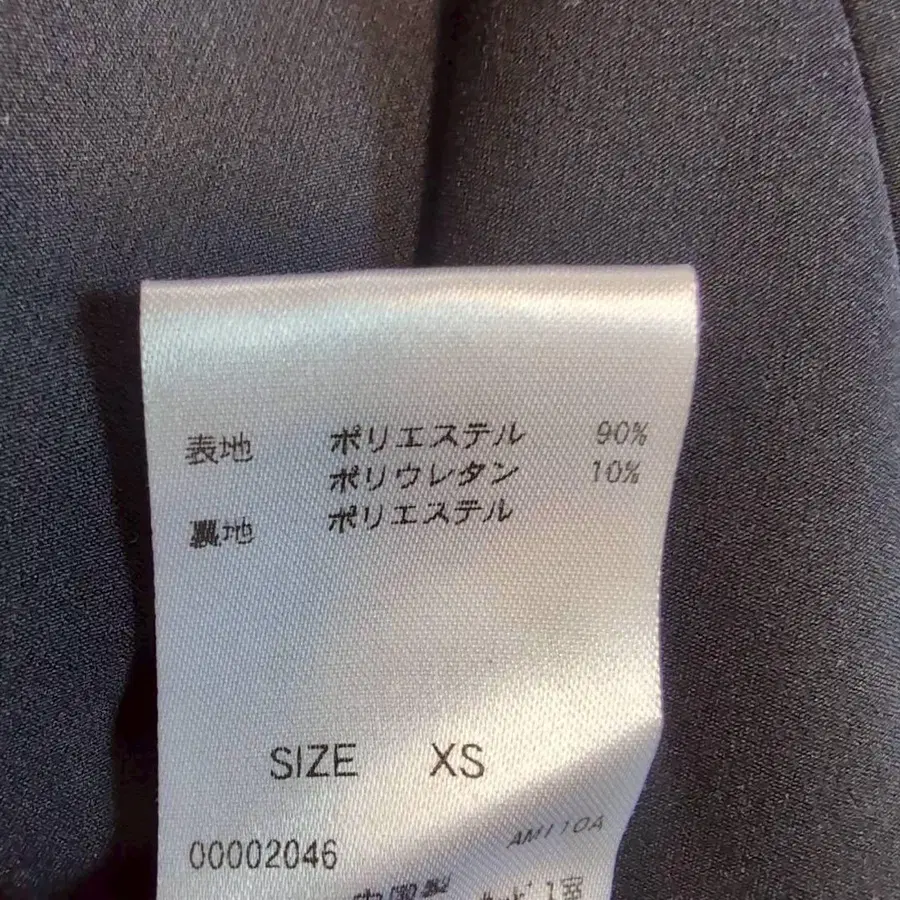 表地 ポリエステル 90%
ポリウレタン 10%
裏地 ポリエステル
SIZE XS
00002046 AM110A